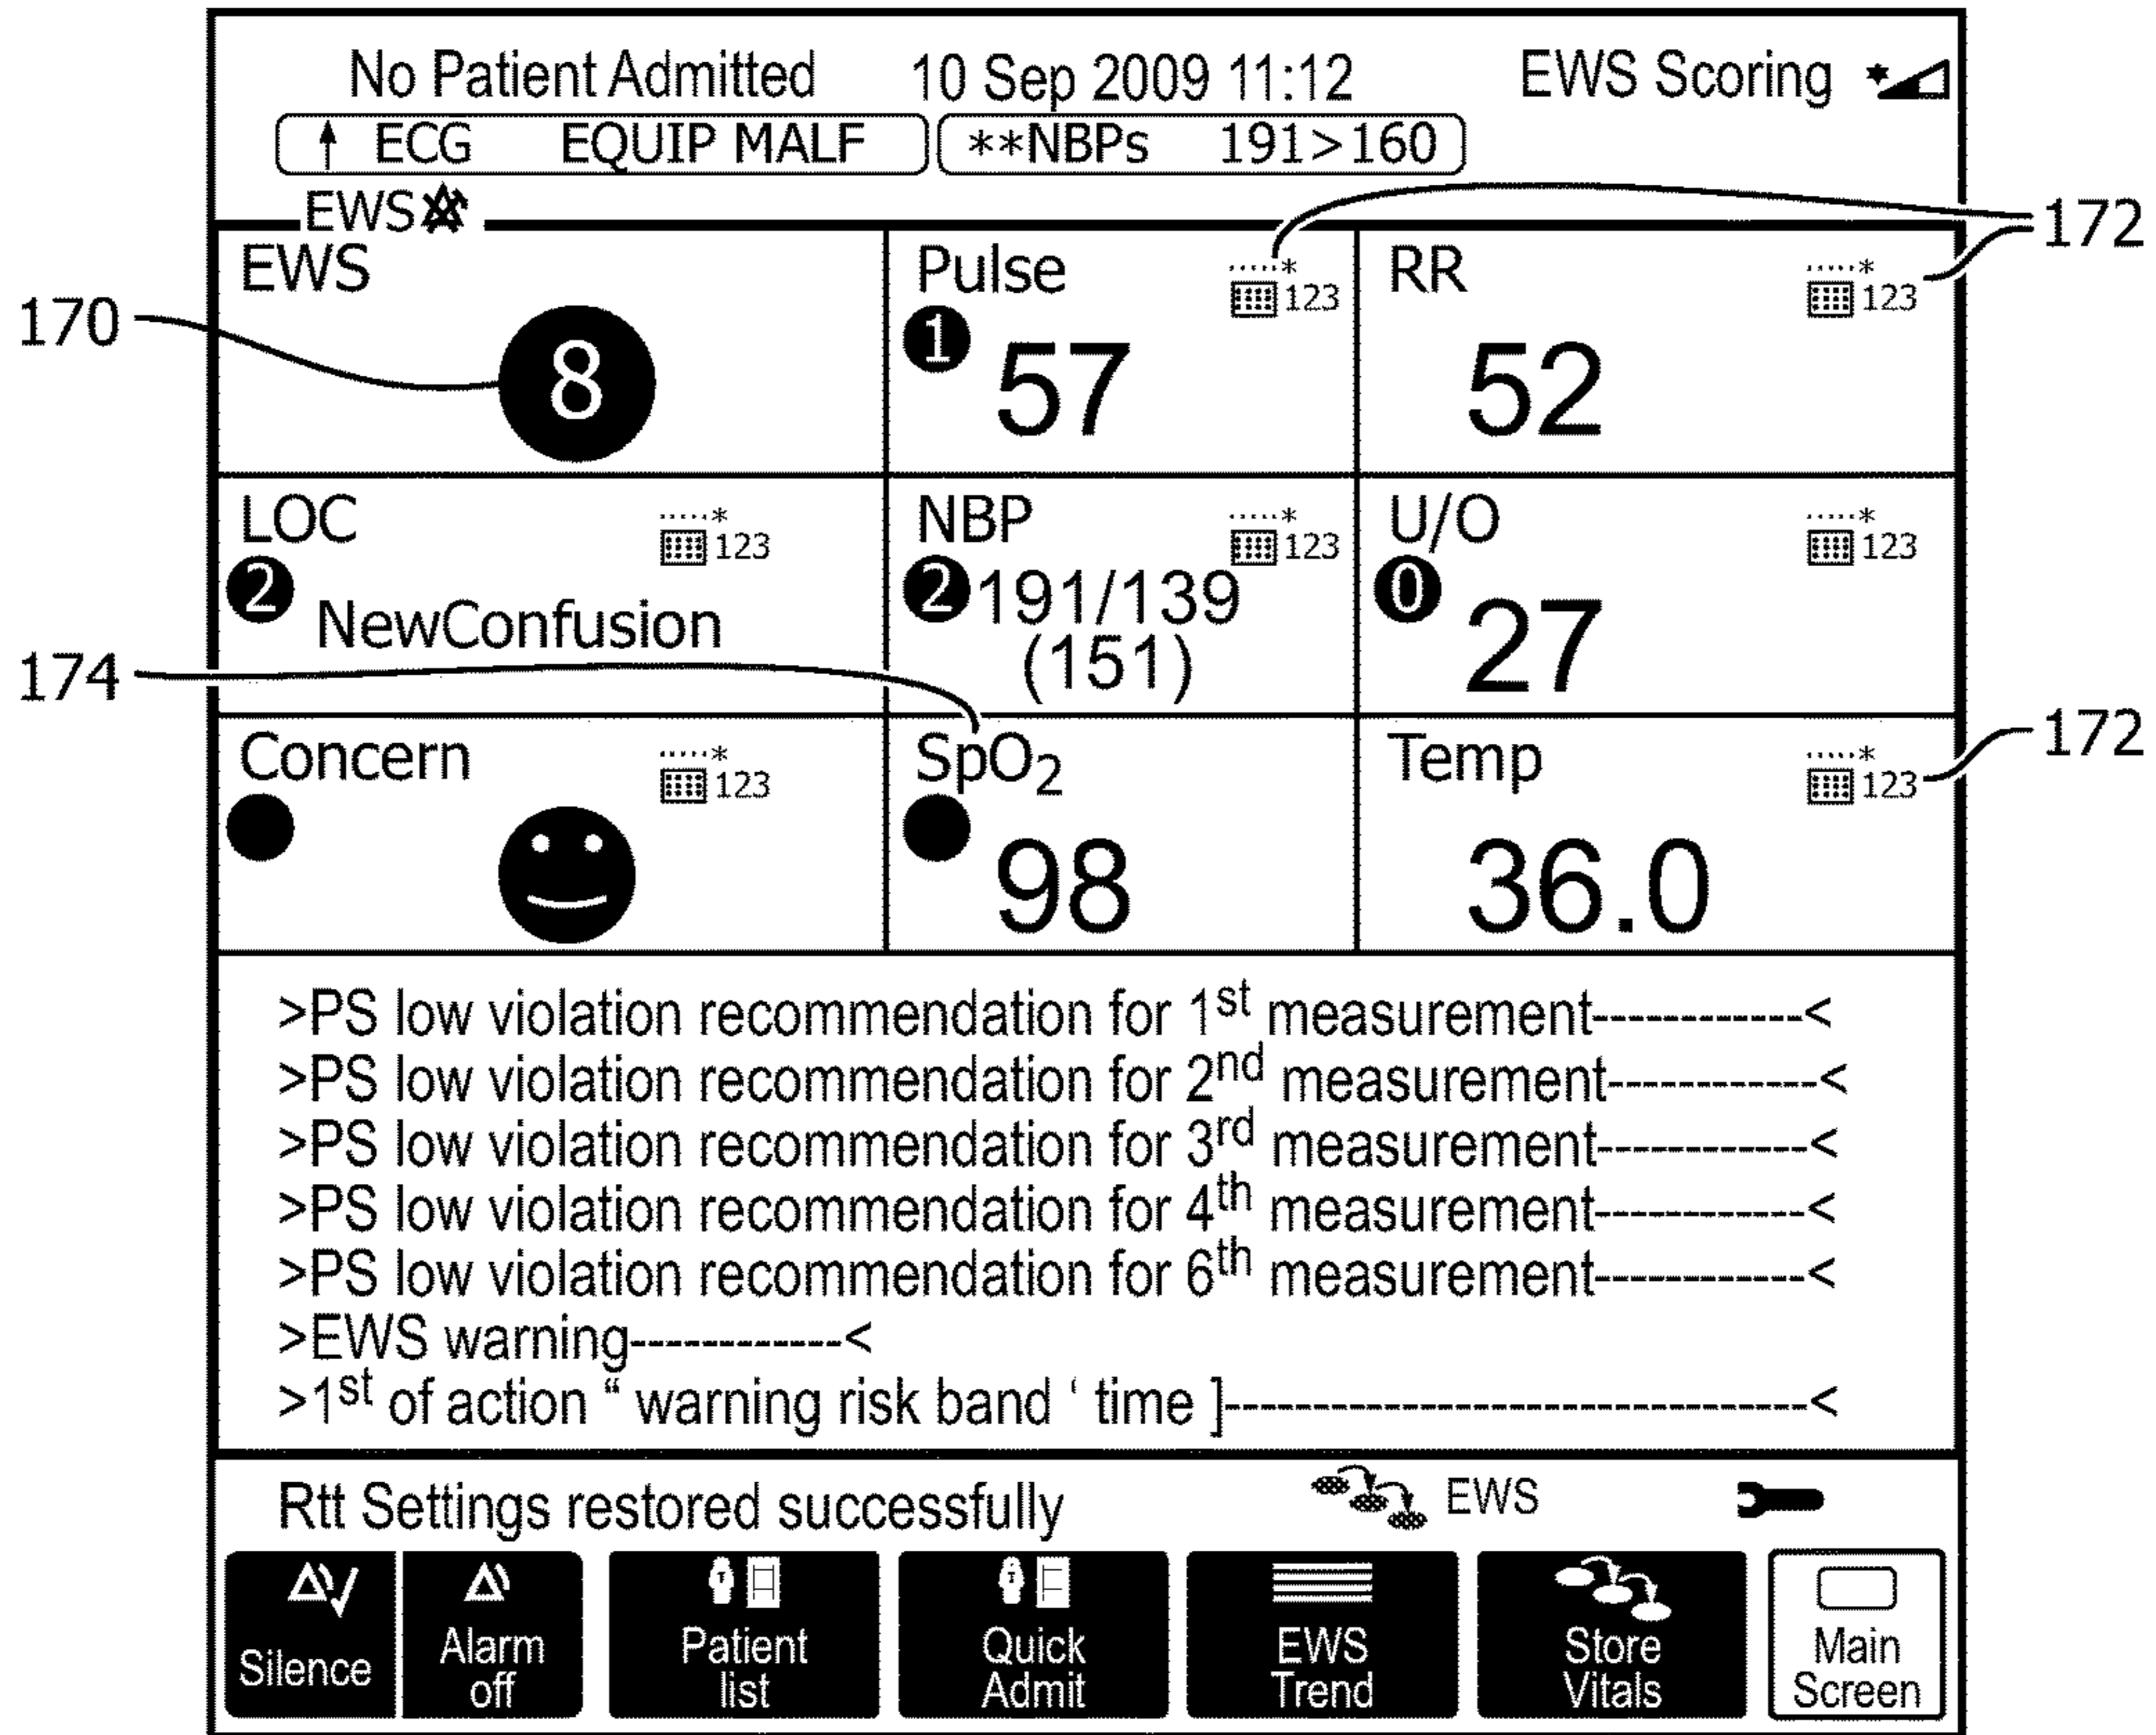 No Patient Admitted 10 Sep 2009 11:12 EWS Scoring *
↑ ECG EQUIP MALF **NBPs 191>160
EWS
172
EWS Pulse .....* 123 RR .....* 123
170
8 1 57 52
LOC .....* 123 NBP .....* 123 U/O .....* 123
2 NewConfusion 2 191/139 0 27
(151)
174
172
Concern .....* 123 SpO2 Temp .....* 123
98 36.0
>PS low violation recommendation for 1st measurement------------<
>PS low violation recommendation for 2nd measurement------------<
>PS low violation recommendation for 3rd measurement------------<
>PS low violation recommendation for 4th measurement------------<
>PS low violation recommendation for 6th measurement------------<
>EWS warning------------<
>1st of action “ warning risk band ‘ time ]---------------------------------<
Rtt Settings restored successfully EWS
Silence Alarm off Patient list Quick Admit EWS Trend Store Vitals Main Screen